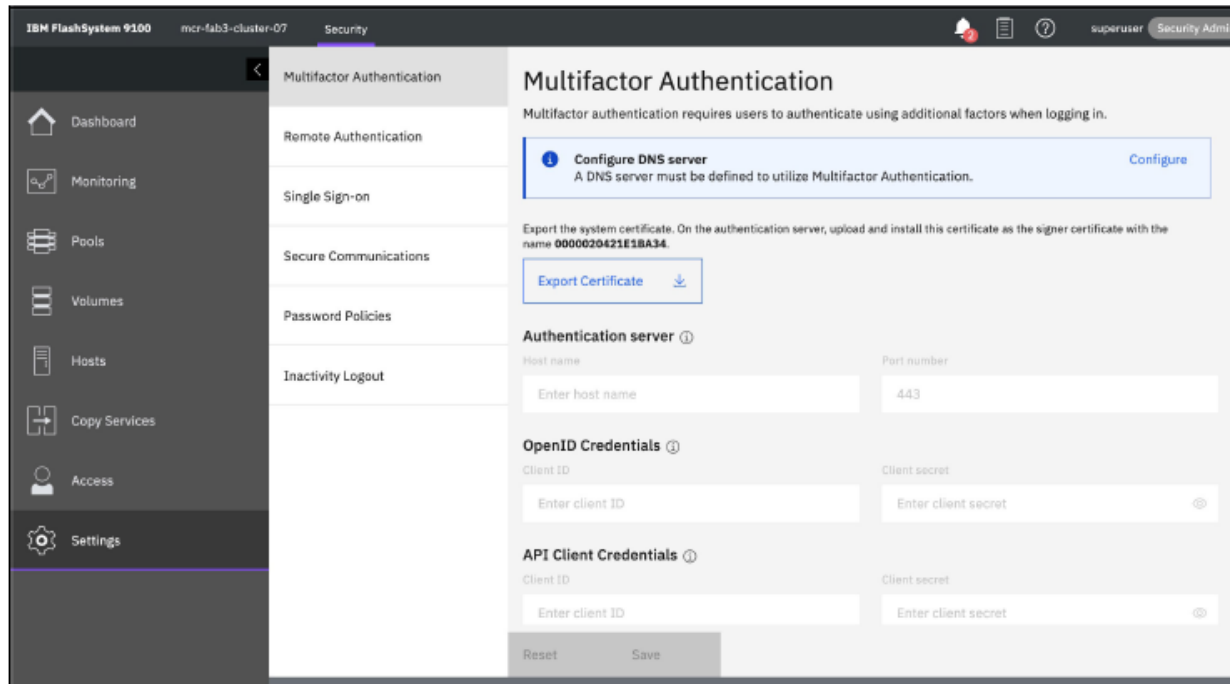 IBM FlashSystem 9100 mcr-fab3-cluster-07 Security 2 superuser Security Admi
Dashboard
Monitoring
Pools
Volumes
Hosts
Copy Services
Access
Settings
Multifactor Authentication
Remote Authentication
Single Sign-on
Secure Communications
Password Policies
Inactivity Logout
Multifactor Authentication
Multifactor authentication requires users to authenticate using additional factors when logging in.
Configure DNS server Configure
A DNS server must be defined to utilize Multifactor Authentication.
Export the system certificate. On the authentication server, upload and install this certificate as the signer certificate with the
name 0000020421E1BA34.
Export Certificate
Authentication server
Host name Port number
Enter host name 443
OpenID Credentials
Client ID Client secret
Enter client ID Enter client secret
API Client Credentials
Client ID Client secret
Enter client ID Enter client secret
Reset Save